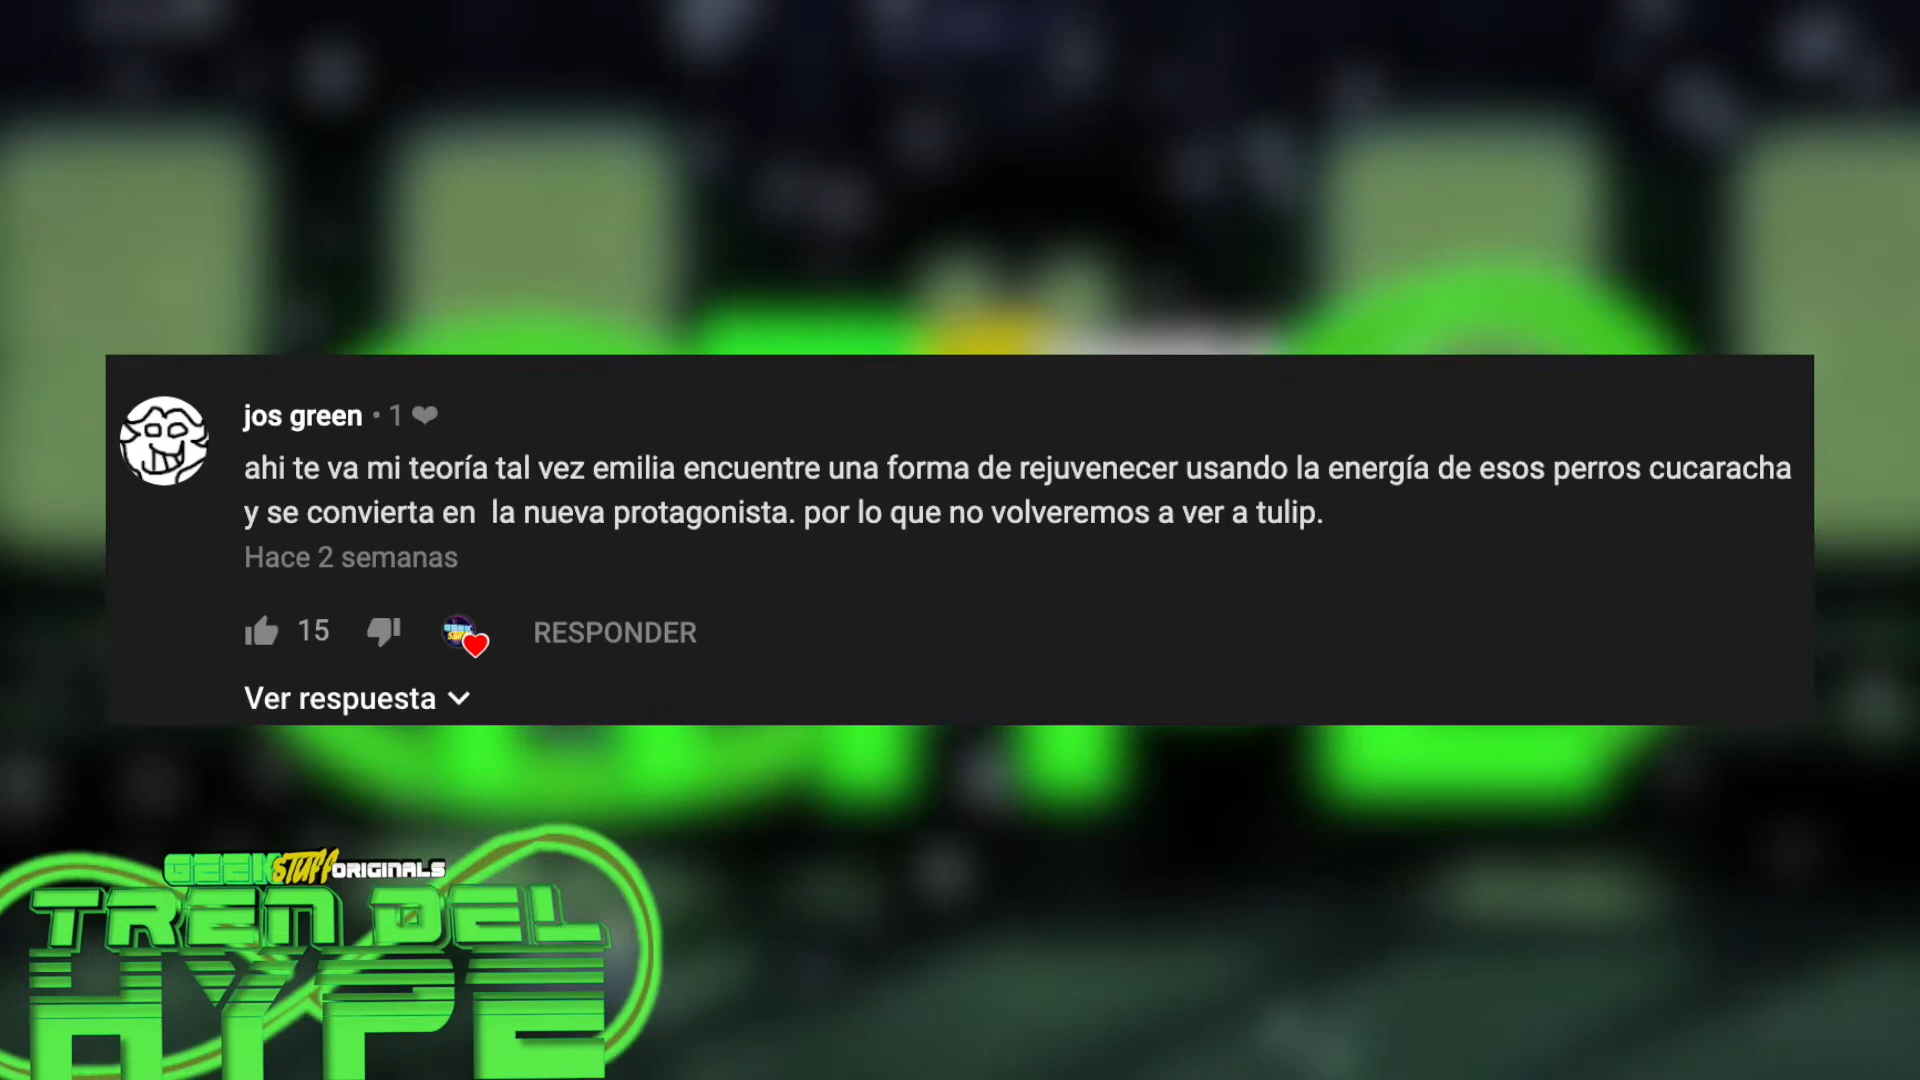 jos green • 1 ❤
ahi te va mi teoría tal vez emilia encuentre una forma de rejuvenecer usando la energía de esos perros cucaracha
y se convierta en  la nueva protagonista. por lo que no volveremos a ver a tulip.
Hace 2 semanas
15 RESPONDER
Ver respuesta
GEEK STUFF ORIGINALS
TREN DEL
HYPE